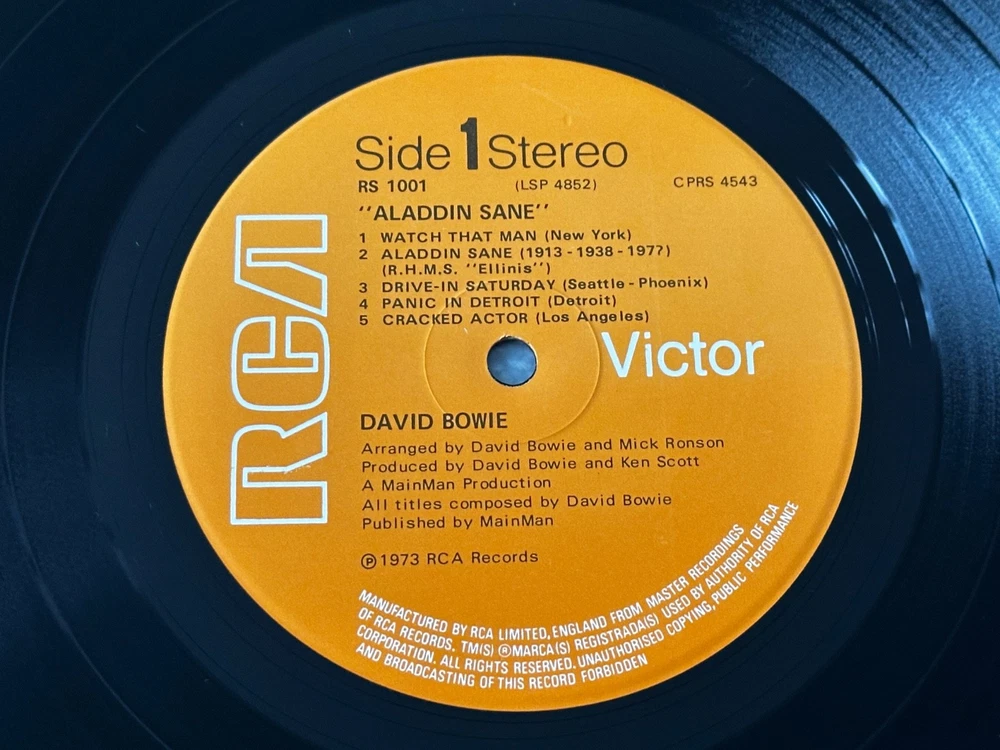 Side 1 Stereo
RS 1001 (LSP 4852) CPRS 4543
"ALADDIN SANE"
1 WATCH THAT MAN (New York)
2 ALADDIN SANE (1913-1938-197?)
(R.H.M.S. "Ellinis")
3 DRIVE-IN SATURDAY (Seattle-Phoenix)
4 PANIC IN DETROIT (Detroit)
5 CRACKED ACTOR (Los Angeles)
RCA
Victor
DAVID BOWIE
Arranged by David Bowie and Mick Ronson
Produced by David Bowie and Ken Scott
A MainMan Production
All titles composed by David Bowie
Published by MainMan
Ⓟ1973 RCA Records
MANUFACTURED BY RCA LIMITED, ENGLAND FROM MASTER RECORDINGS
OF RCA RECORDS. TM(S) ®MARCA(S) REGISTRADA(S) USED BY AUTHORITY OF RCA
CORPORATION. ALL RIGHTS RESERVED. UNAUTHORISED COPYING, PUBLIC PERFORMANCE
AND BROADCASTING OF THIS RECORD FORBIDDEN